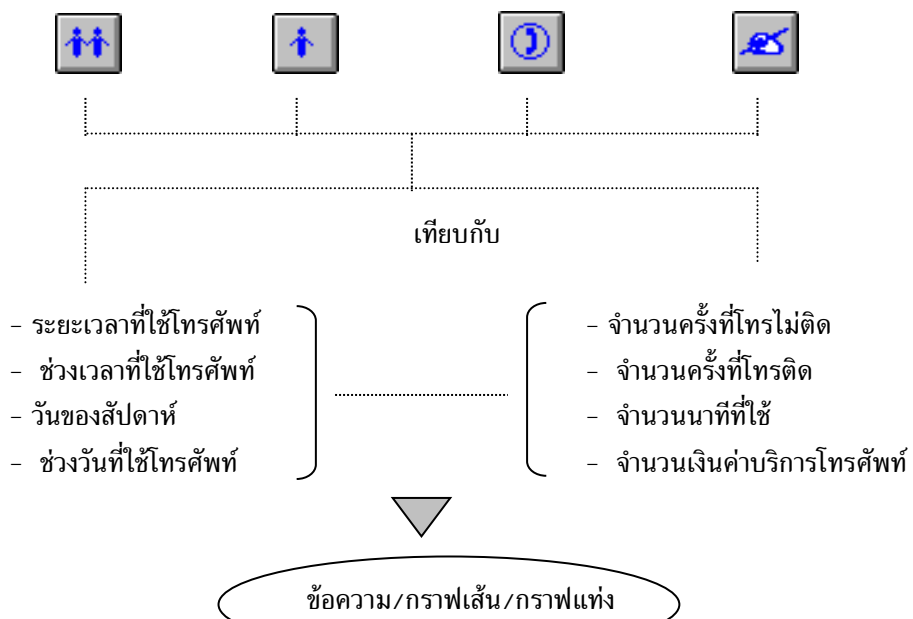 เทียบกับ
- ระยะเวลาที่ใช้โทรศัพท์
- ช่วงเวลาที่ใช้โทรศัพท์
- วันของสัปดาห์
- ช่วงวันที่ใช้โทรศัพท์
- จำนวนครั้งที่โทรไม่ติด
- จำนวนครั้งที่โทรติด
- จำนวนนาทีที่ใช้
- จำนวนเงินค่าบริการโทรศัพท์
ข้อความ/กราฟเส้น/กราฟแท่ง